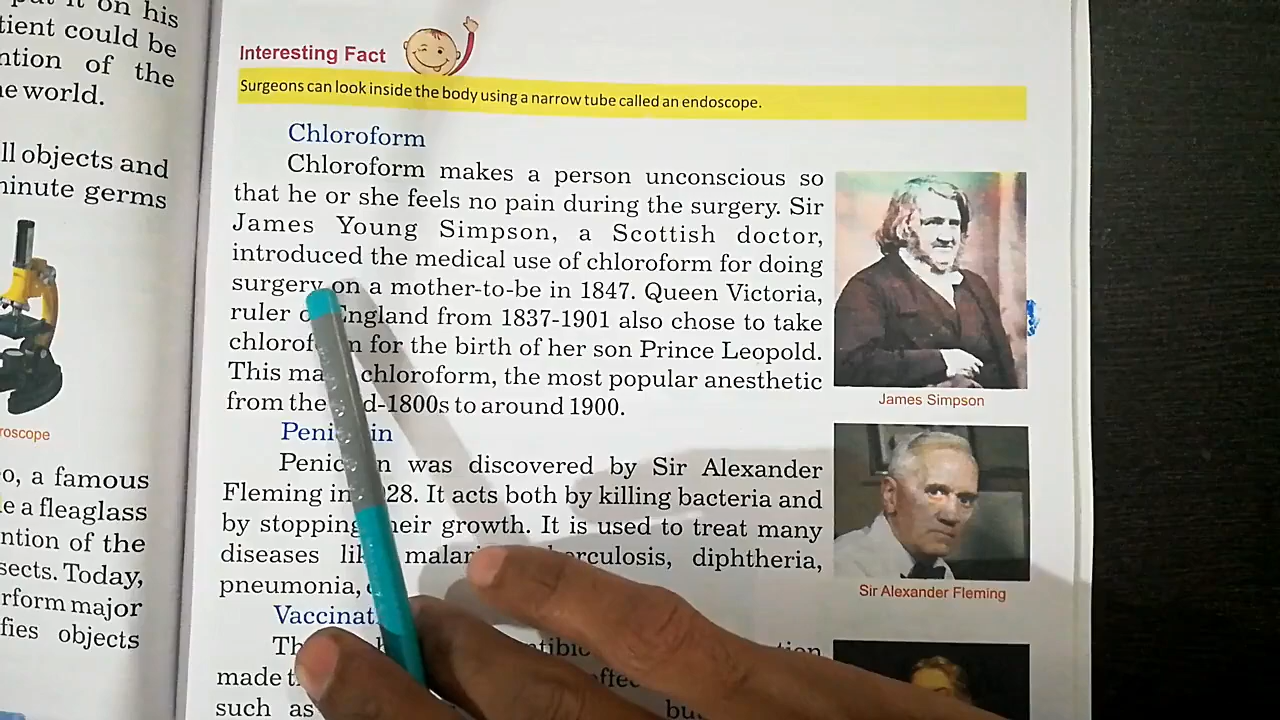 put it on his
tient could be
ntion of the
e world.
ll objects and
minute germs
roscope
o, a famous
e a fleaglass
ntion of the
sects. Today,
rform major
fies objects
Interesting Fact
Surgeons can look inside the body using a narrow tube called an endoscope.
Chloroform
Chloroform makes a person unconscious so
that he or she feels no pain during the surgery. Sir
James Young Simpson, a Scottish doctor,
introduced the medical use of chloroform for doing
surgery on a mother-to-be in 1847. Queen Victoria,
ruler England from 1837-1901 also chose to take
for the birth of her son Prince Leopold.
This chloroform, the most popular anesthetic
from the d-1800s to around 1900.
James Simpson
Peni in
was discovered by Sir Alexander
Fleming in 28. It acts both by killing bacteria and
by stopping their growth. It is used to treat many
diseases diphtheria,
pneumonia,
Sir Alexander Fleming
Vaccinat
made
such as